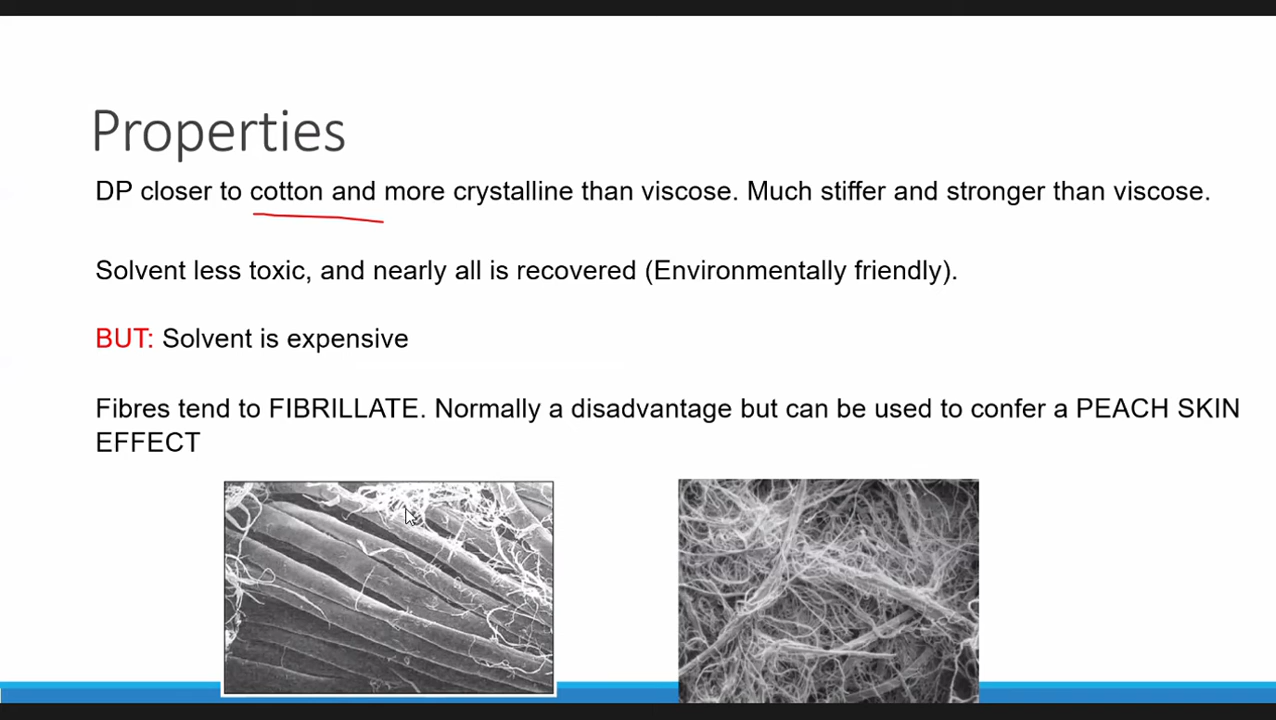 Properties
DP closer to cotton and more crystalline than viscose. Much stiffer and stronger than viscose.
Solvent less toxic, and nearly all is recovered (Environmentally friendly).
BUT: Solvent is expensive
Fibres tend to FIBRILLATE. Normally a disadvantage but can be used to confer a PEACH SKIN
EFFECT